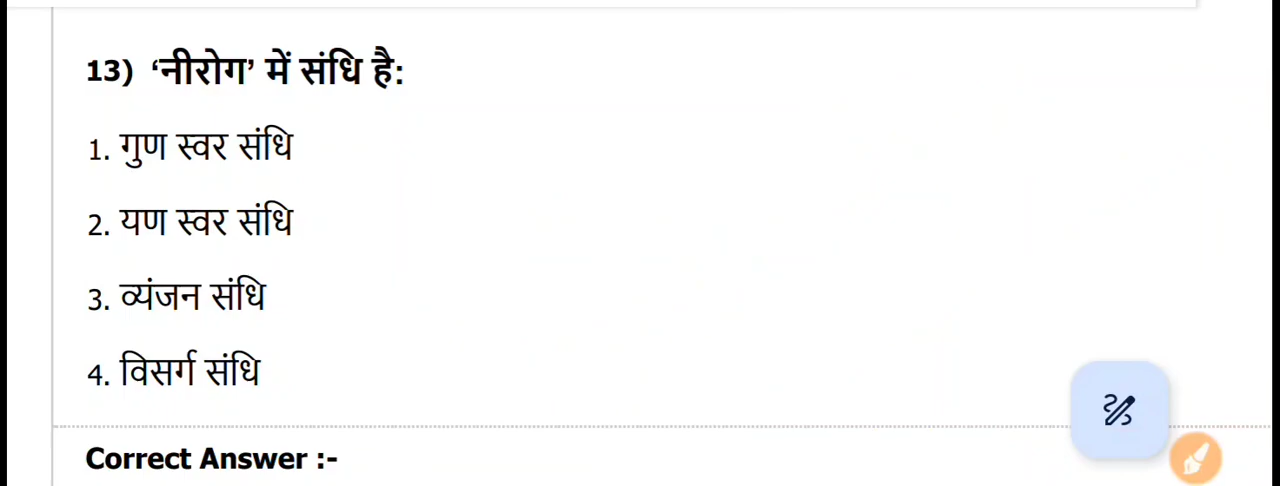 13) ‘नीरोग’ में संधि है:
1. गुण स्वर संधि
2. यण स्वर संधि
3. व्यंजन संधि
4. विसर्ग संधि
Correct Answer :-